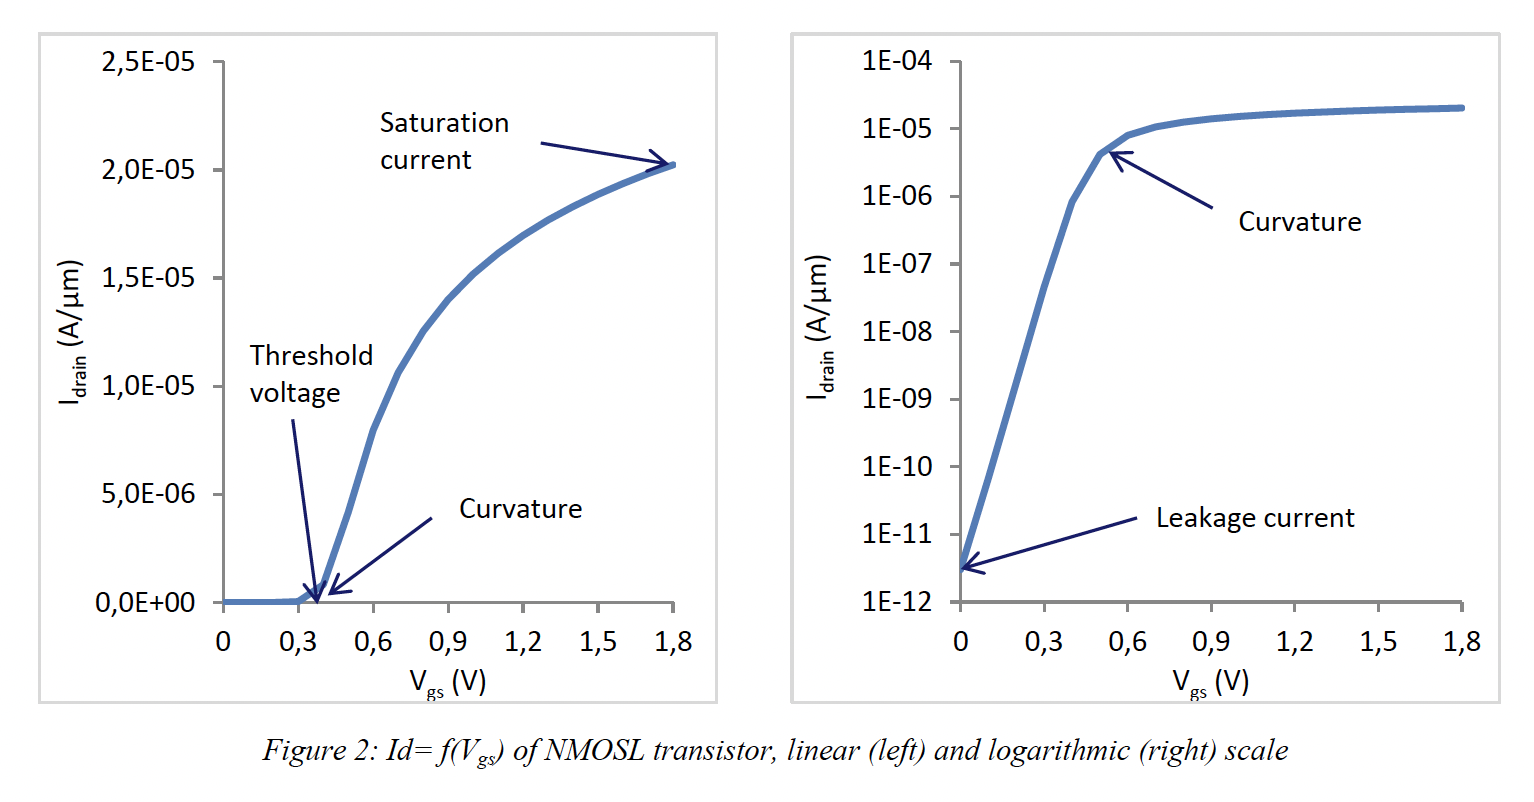 2,5E-05
2,0E-05
1,5E-05
1,0E-05
5,0E-06
0,0E+00
Idrain (A/µm)
Saturation
current
Threshold
voltage
Curvature
0 0,3 0,6 0,9 1,2 1,5 1,8
Vgs (V)
1E-04
1E-05
1E-06
1E-07
1E-08
1E-09
1E-10
1E-11
1E-12
Idrain (A/µm)
Curvature
Leakage current
0 0,3 0,6 0,9 1,2 1,5 1,8
Vgs (V)
Figure 2: Id= f(Vgs) of NMOSL transistor, linear (left) and logarithmic (right) scale